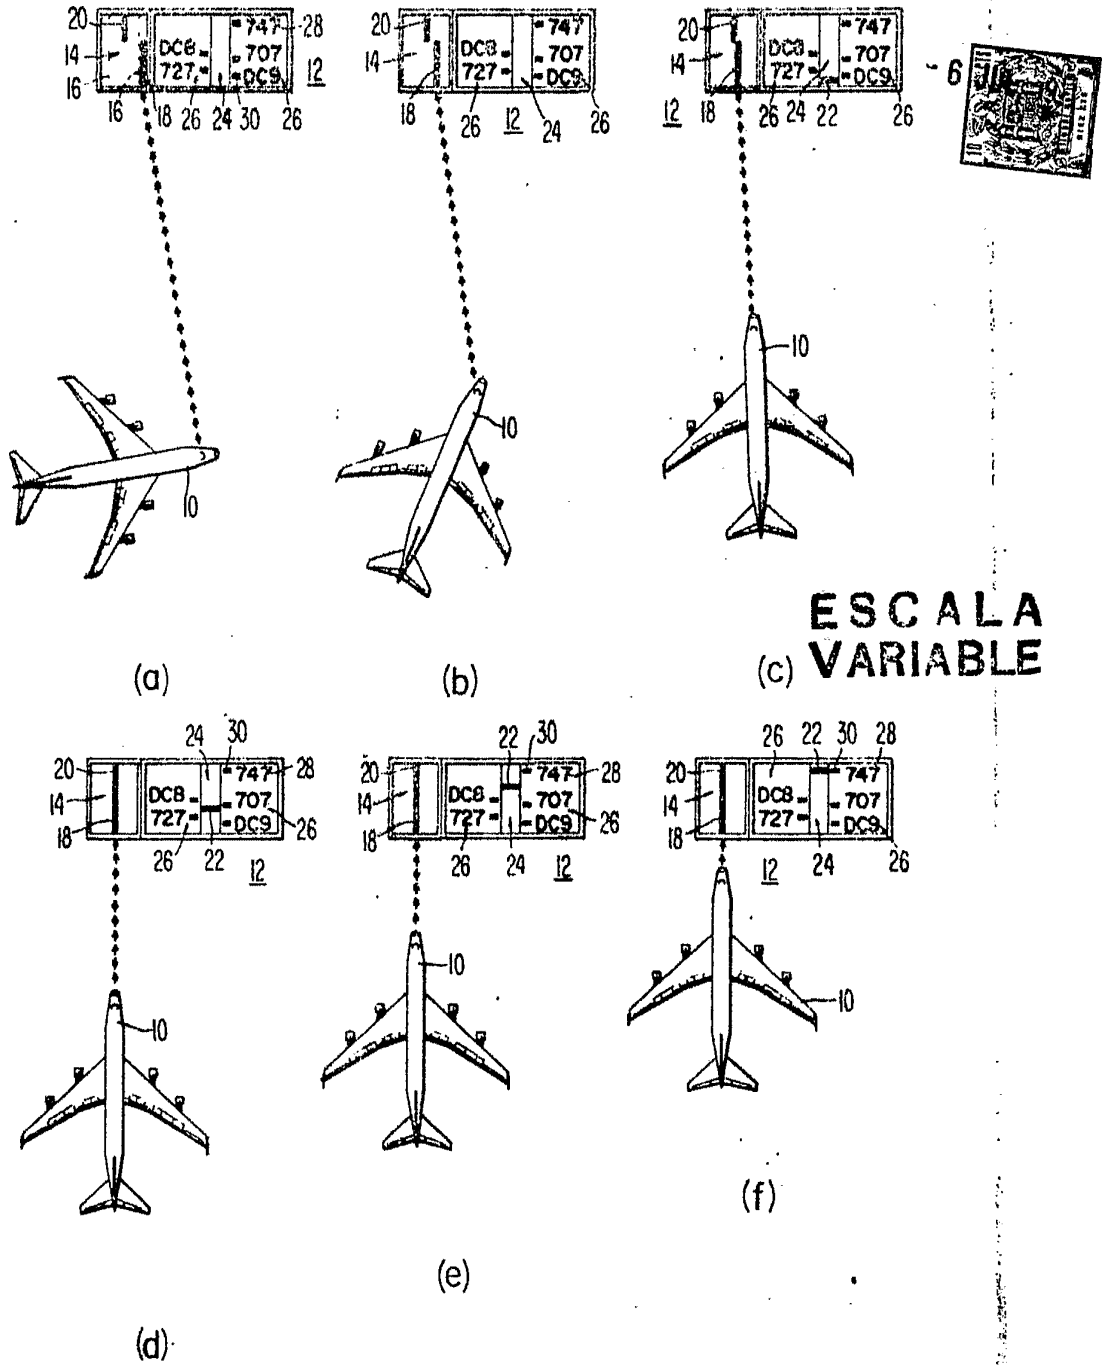 20 14 16 16 18 26 24 30 26 28 12
DC8 727 747 707 DC9
20 14 18 26 12 24 26
DC8 727 747 707 DC9
20 14 12 18 26 24 22 26
DC8 727 747 707 DC9
10
10
10
ESCALA
VARIABLE
(a) (b) (c)
24 30 20 14 18 28 26 26 22 12
DC8 727 747 707 DC9
22 30 20 14 18 28 26 26 24 12
DC8 727 747 707 DC9
26 22 30 28 20 14 18 12 24 26
DC8 727 747 707 DC9
10
10
10
(f)
(e)
(d)